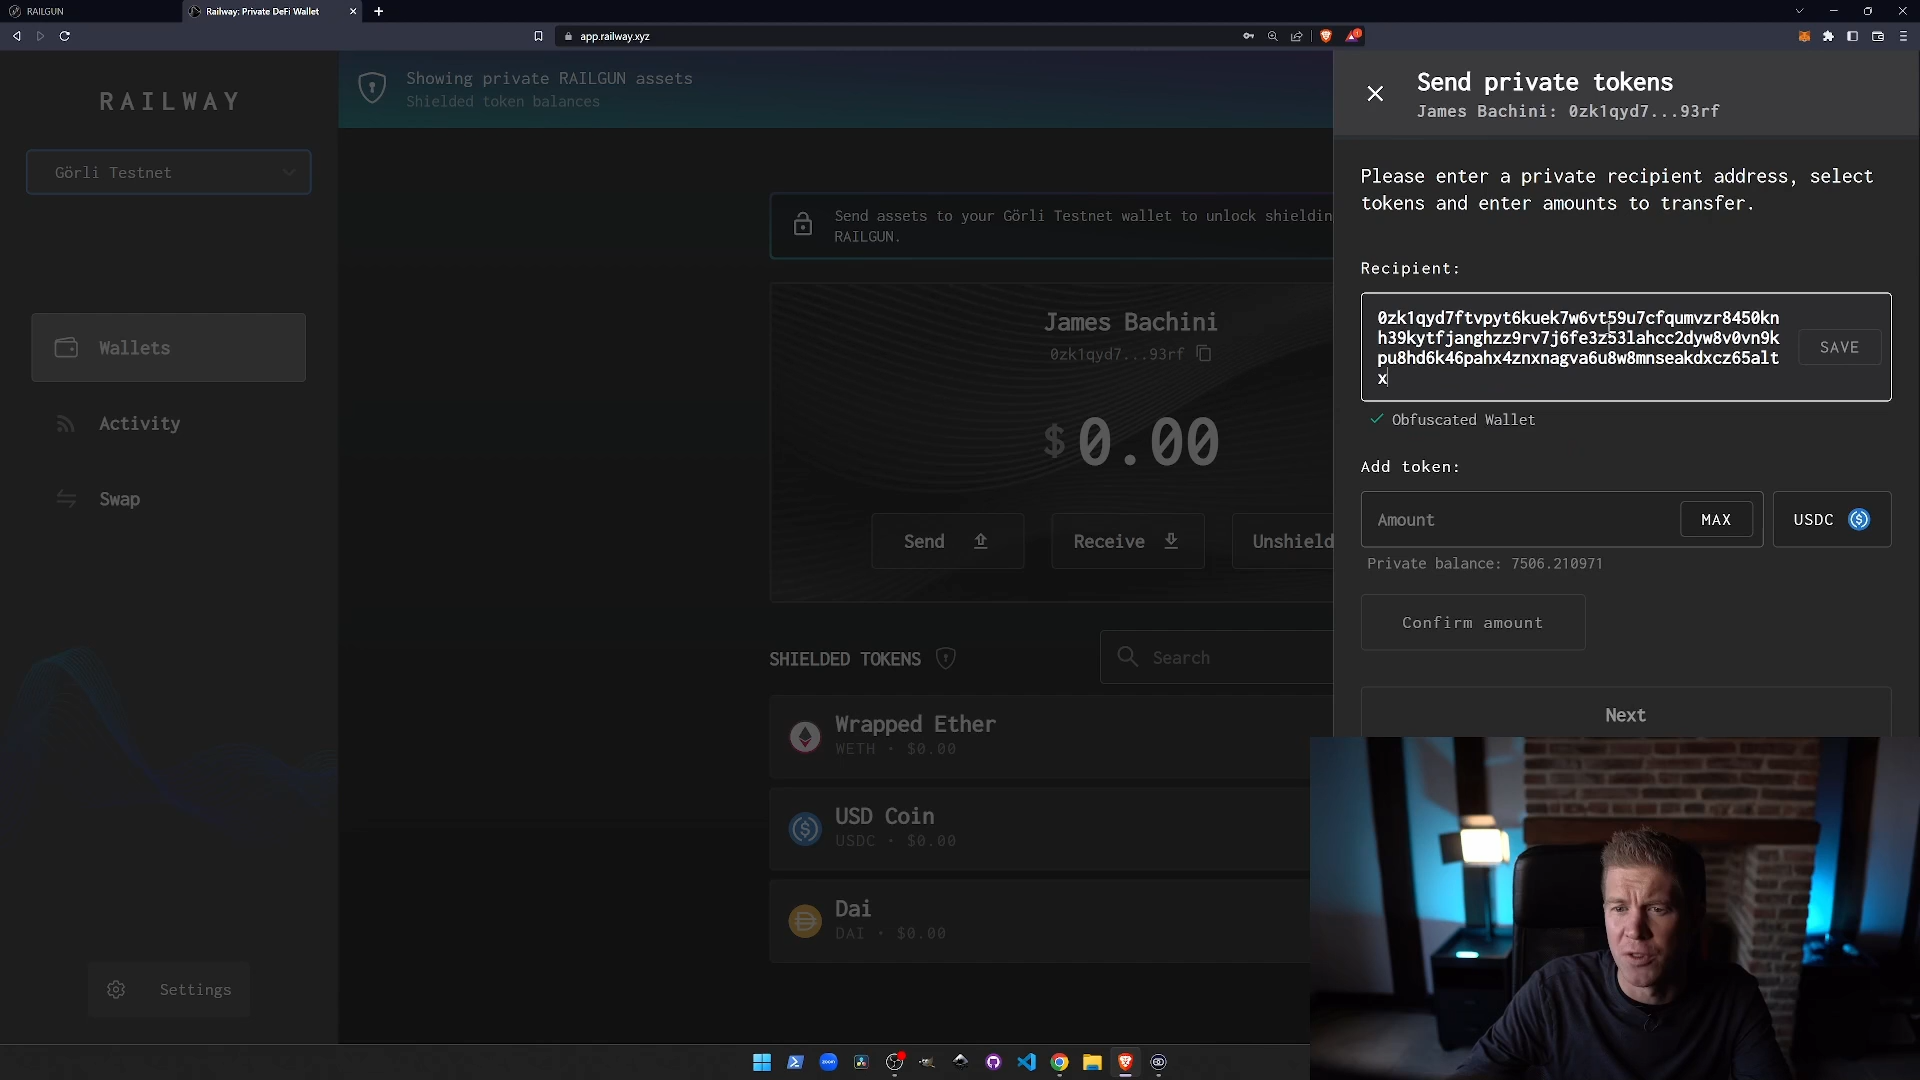 RAILGUN
Railway: Private DeFi Wallet
app.railway.xyz
RAILWAY
Görli Testnet
Wallets
Activity
Swap
Settings
Showing private RAILGUN assets
Shielded token balances
Send assets to your Görli Testnet wallet to unlock shieldin
RAILGUN.
James Bachini
0zk1qyd7...93rf
$0.00
Send
Receive
Unshield
SHIELDED TOKENS
Search
Wrapped Ether
WETH • $0.00
USD Coin
USDC • $0.00
Dai
DAI • $0.00
Send private tokens
James Bachini: 0zk1qyd7...93rf
Please enter a private recipient address, select
tokens and enter amounts to transfer.
Recipient:
0zk1qyd7ftvpyt6kuek7w6vt59u7cfqumvzr8450kn
h39kytfjanghzz9rv7j6fe3z53lahcc2dyw8v0vn9k
pu8hd6k46pahx4znxnagva6u8w8mnseakdxcz65alt
x
SAVE
Obfuscated Wallet
Add token:
Amount
MAX
USDC
Private balance: 7506.210971
Confirm amount
Next
zoom